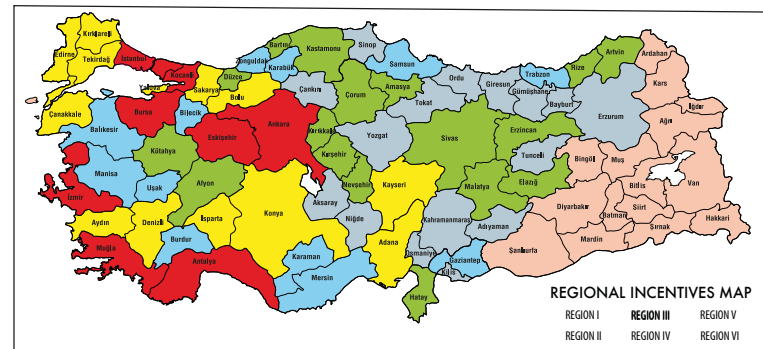 Kırklareli
Edirne
Tekirdağ
İstanbul
Kocaeli
Yalova
Sakarya
Düzce
Bolu
Zonguldak
Bartın
Karabük
Kastamonu
Sinop
Samsun
Çankırı
Çorum
Amasya
Tokat
Ordu
Giresun
Gümüşhane
Trabzon
Bayburt
Rize
Artvin
Ardahan
Kars
Iğdır
Ağrı
Erzurum
Erzincan
Tunceli
Çanakkale
Balıkesir
Bursa
Bijecik
Eskişehir
Ankara
Kırıkkale
Kırşehir
Yozgat
Sivas
Kütahya
Manisa
Uşak
Alyon
İzmir
Aydın
Denizli
Isparta
Burdur
Muğla
Antalya
Konya
Aksaray
Nevşehir
Niğde
Kayseri
Karaman
Mersin
Adana
Kahramanmaraş
Osmaniye
Hatay
Kilis
Gaziantep
Adıyaman
Malatya
Elazığ
Bingöl
Muş
Bitlis
Van
Diyarbakır
Batman
Siirt
Şırnak
Hakkari
Mardin
Şanlıurfa
REGIONAL INCENTIVES MAP
REGION I REGION III REGION V
REGION II REGION IV REGION VI